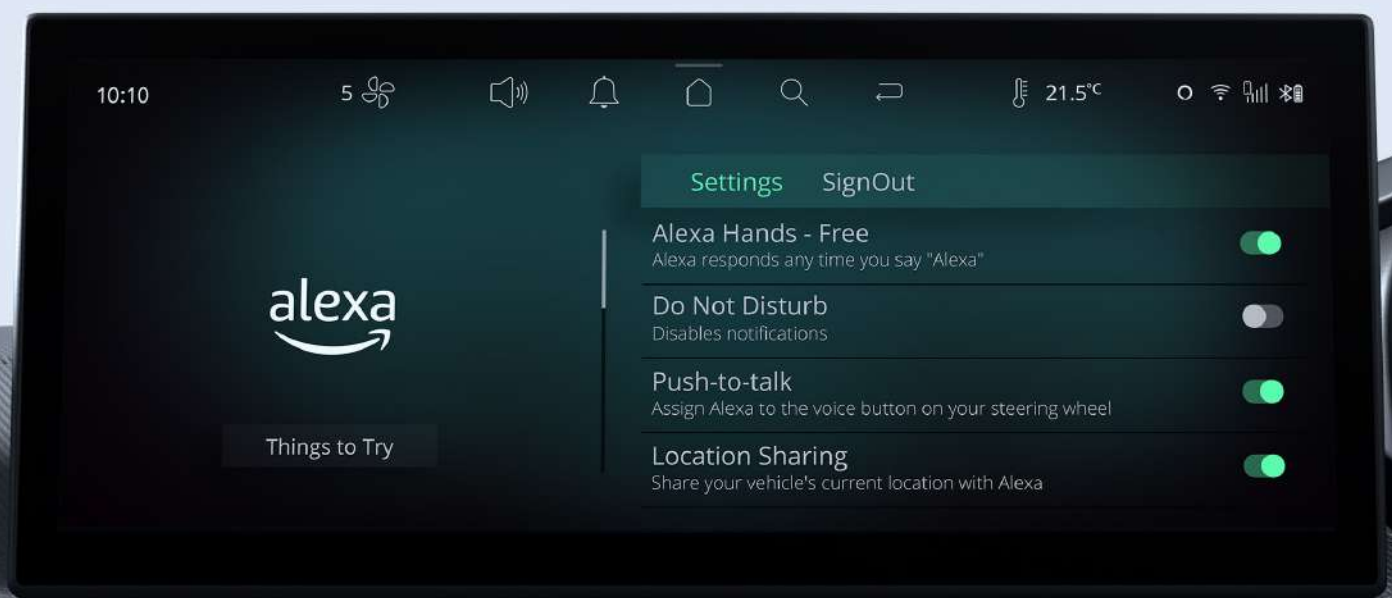 10:10
5
21.5°C
Settings SignOut
Alexa Hands - Free
Alexa responds any time you say "Alexa"
Do Not Disturb
Disables notifications
Push-to-talk
Assign Alexa to the voice button on your steering wheel
Location Sharing
Share your vehicle's current location with Alexa
alexa
Things to Try